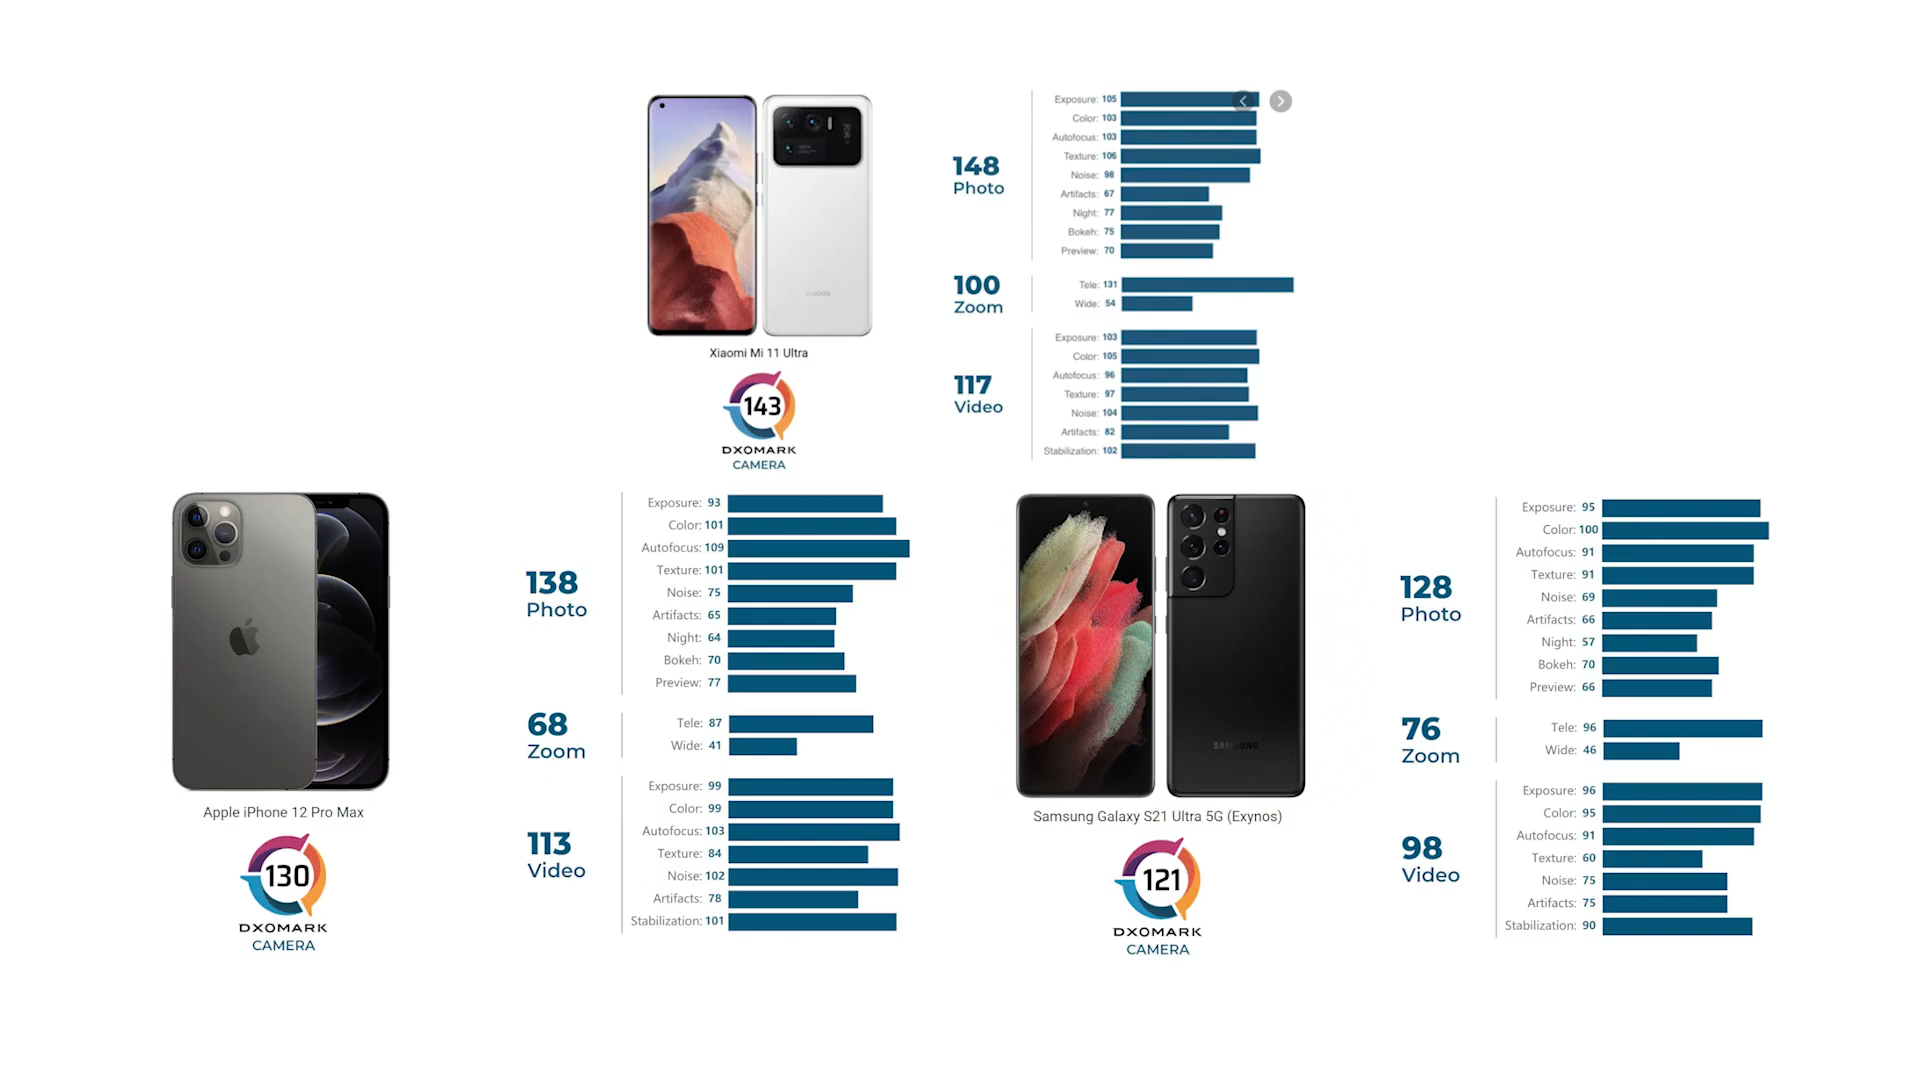 Exposure: 105
Color: 103
Autofocus: 103
Texture: 106
Noise: 98
Artifacts: 67
Night: 77
Bokeh: 75
Preview: 70
148
Photo
Tele: 131
Wide: 54
100
Zoom
Exposure: 103
Color: 105
Autofocus: 96
Texture: 97
Noise: 104
Artifacts: 82
Stabilization: 102
117
Video
Xiaomi Mi 11 Ultra
143
DXOMARK
CAMERA
Exposure: 93
Color: 101
Autofocus: 109
Texture: 101
Noise: 75
Artifacts: 65
Night: 64
Bokeh: 70
Preview: 77
138
Photo
Tele: 87
Wide: 41
68
Zoom
Exposure: 99
Color: 99
Autofocus: 103
Texture: 84
Noise: 102
Artifacts: 78
Stabilization: 101
113
Video
Apple iPhone 12 Pro Max
130
DXOMARK
CAMERA
SAMSUNG
Exposure: 95
Color: 100
Autofocus: 91
Texture: 91
Noise: 69
Artifacts: 66
Night: 57
Bokeh: 70
Preview: 66
128
Photo
Tele: 96
Wide: 46
76
Zoom
Exposure: 96
Color: 95
Autofocus: 91
Texture: 60
Noise: 75
Artifacts: 75
Stabilization: 90
98
Video
Samsung Galaxy S21 Ultra 5G (Exynos)
121
DXOMARK
CAMERA